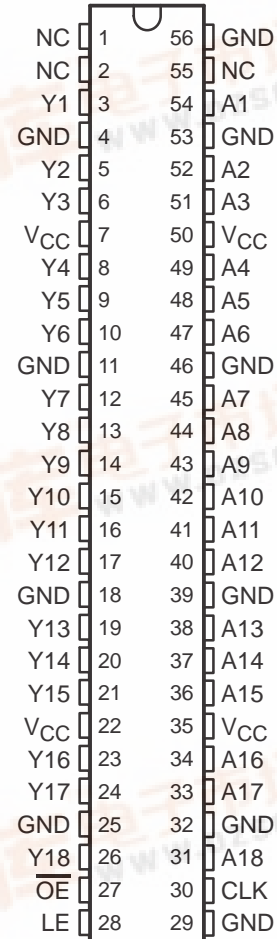 NC 1 56 GND
NC 2 55 NC
Y1 3 54 A1
GND 4 53 GND
Y2 5 52 A2
Y3 6 51 A3
VCC 7 50 VCC
Y4 8 49 A4
Y5 9 48 A5
Y6 10 47 A6
GND 11 46 GND
Y7 12 45 A7
Y8 13 44 A8
Y9 14 43 A9
Y10 15 42 A10
Y11 16 41 A11
Y12 17 40 A12
GND 18 39 GND
Y13 19 38 A13
Y14 20 37 A14
Y15 21 36 A15
VCC 22 35 VCC
Y16 23 34 A16
Y17 24 33 A17
GND 25 32 GND
Y18 26 31 A18
O̅E̅ 27 30 CLK
LE 28 29 GND